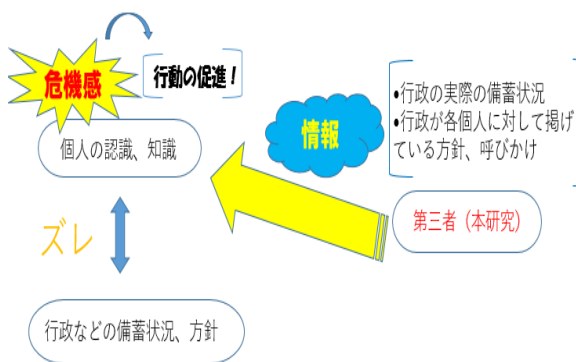 危機感
行動の促進！
個人の認識、知識
情報
•行政の実際の備蓄状況
•行政が各個人に対して掲げ
ている方針、呼びかけ
第三者（本研究）
ズレ
行政などの備蓄状況、方針